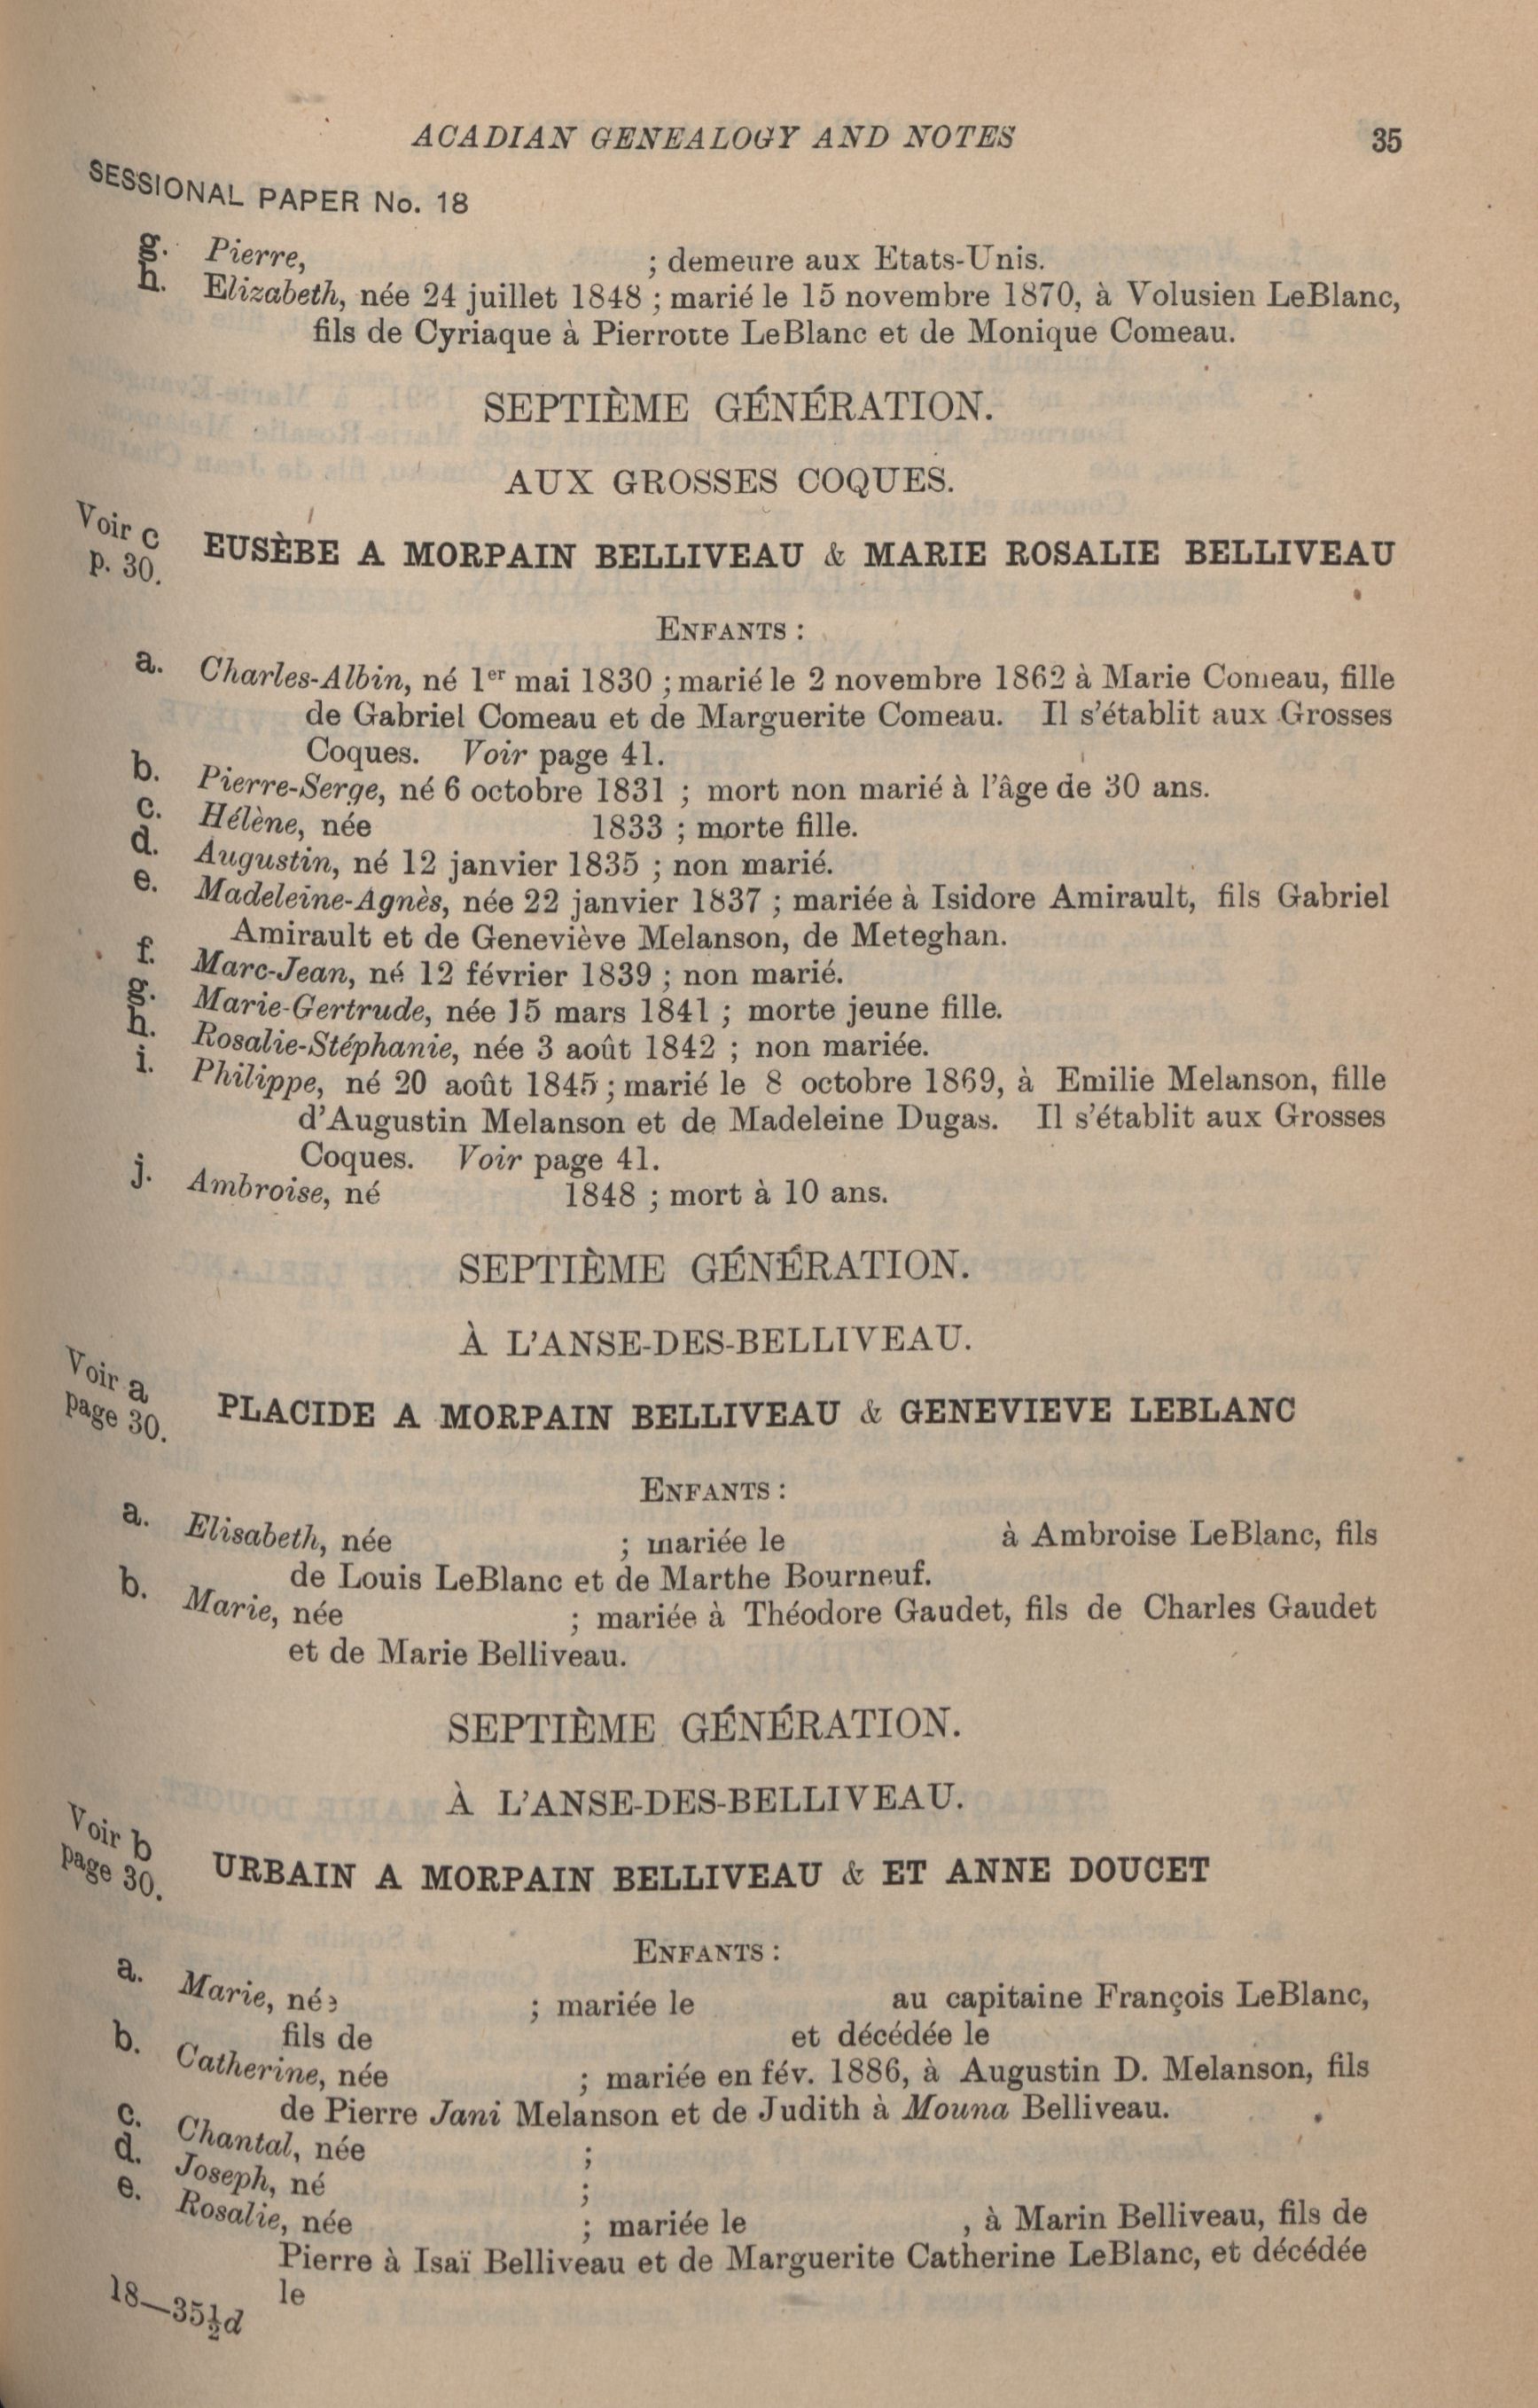 ACADIAN GENEALOGY AND NOTES 35
SESSIONAL PAPER No. 18
g. Pierre, ; demeure aux Etats-Unis.
h. Elizabeth, née 24 juillet 1848 ; marié le 15 novembre 1870, à Volusien LeBlanc,
fils de Cyriaque à Pierrotte LeBlanc et de Monique Comeau.
SEPTIÈME GÉNÉRATION.
AUX GROSSES COQUES.
Voir c
p. 30.
EUSÈBE A MORPAIN BELLIVEAU & MARIE ROSALIE BELLIVEAU
ENFANTS :
a. Charles-Albin, né 1er mai 1830 ; marié le 2 novembre 1862 à Marie Comeau, fille
de Gabriel Comeau et de Marguerite Comeau. Il s'établit aux Grosses
Coques. Voir page 41.
b. Pierre-Serge, né 6 octobre 1831 ; mort non marié à l'âge de 30 ans.
c. Hélène, née 1833 ; morte fille.
d. Augustin, né 12 janvier 1835 ; non marié.
e. Madeleine-Agnès, née 22 janvier 1837 ; mariée à Isidore Amirault, fils Gabriel
Amirault et de Geneviève Melanson, de Meteghan.
f. Marc-Jean, né 12 février 1839 ; non marié.
g. Marie-Gertrude, née 15 mars 1841 ; morte jeune fille.
h. Rosalie-Stéphanie, née 3 août 1842 ; non mariée.
i. Philippe, né 20 août 1845 ; marié le 8 octobre 1869, à Emilie Melanson, fille
d'Augustin Melanson et de Madeleine Dugas. Il s'établit aux Grosses
Coques. Voir page 41.
j. Ambroise, né 1848 ; mort à 10 ans.
SEPTIÈME GÉNÉRATION.
À L'ANSE-DES-BELLIVEAU.
Voir a
page 30.
PLACIDE A MORPAIN BELLIVEAU & GENEVIEVE LEBLANC
ENFANTS :
a. Elisabeth, née ; mariée le à Ambroise LeBlanc, fils
de Louis LeBlanc et de Marthe Bourneuf.
b. Marie, née ; mariée à Théodore Gaudet, fils de Charles Gaudet
et de Marie Belliveau.
SEPTIÈME GÉNÉRATION.
À L'ANSE-DES-BELLIVEAU.
Voir b
page 30.
URBAIN A MORPAIN BELLIVEAU & ET ANNE DOUCET
ENFANTS :
a. Marie, née ; mariée le au capitaine François LeBlanc,
fils de et décédée le
b. Catherine, née ; mariée en fév. 1886, à Augustin D. Melanson, fils
de Pierre Jani Melanson et de Judith à Mouna Belliveau.
c. Chantal, née ;
d. Joseph, né ;
e. Rosalie, née ; mariée le , à Marin Belliveau, fils de
Pierre à Isaï Belliveau et de Marguerite Catherine LeBlanc, et décédée
le
18—35½d